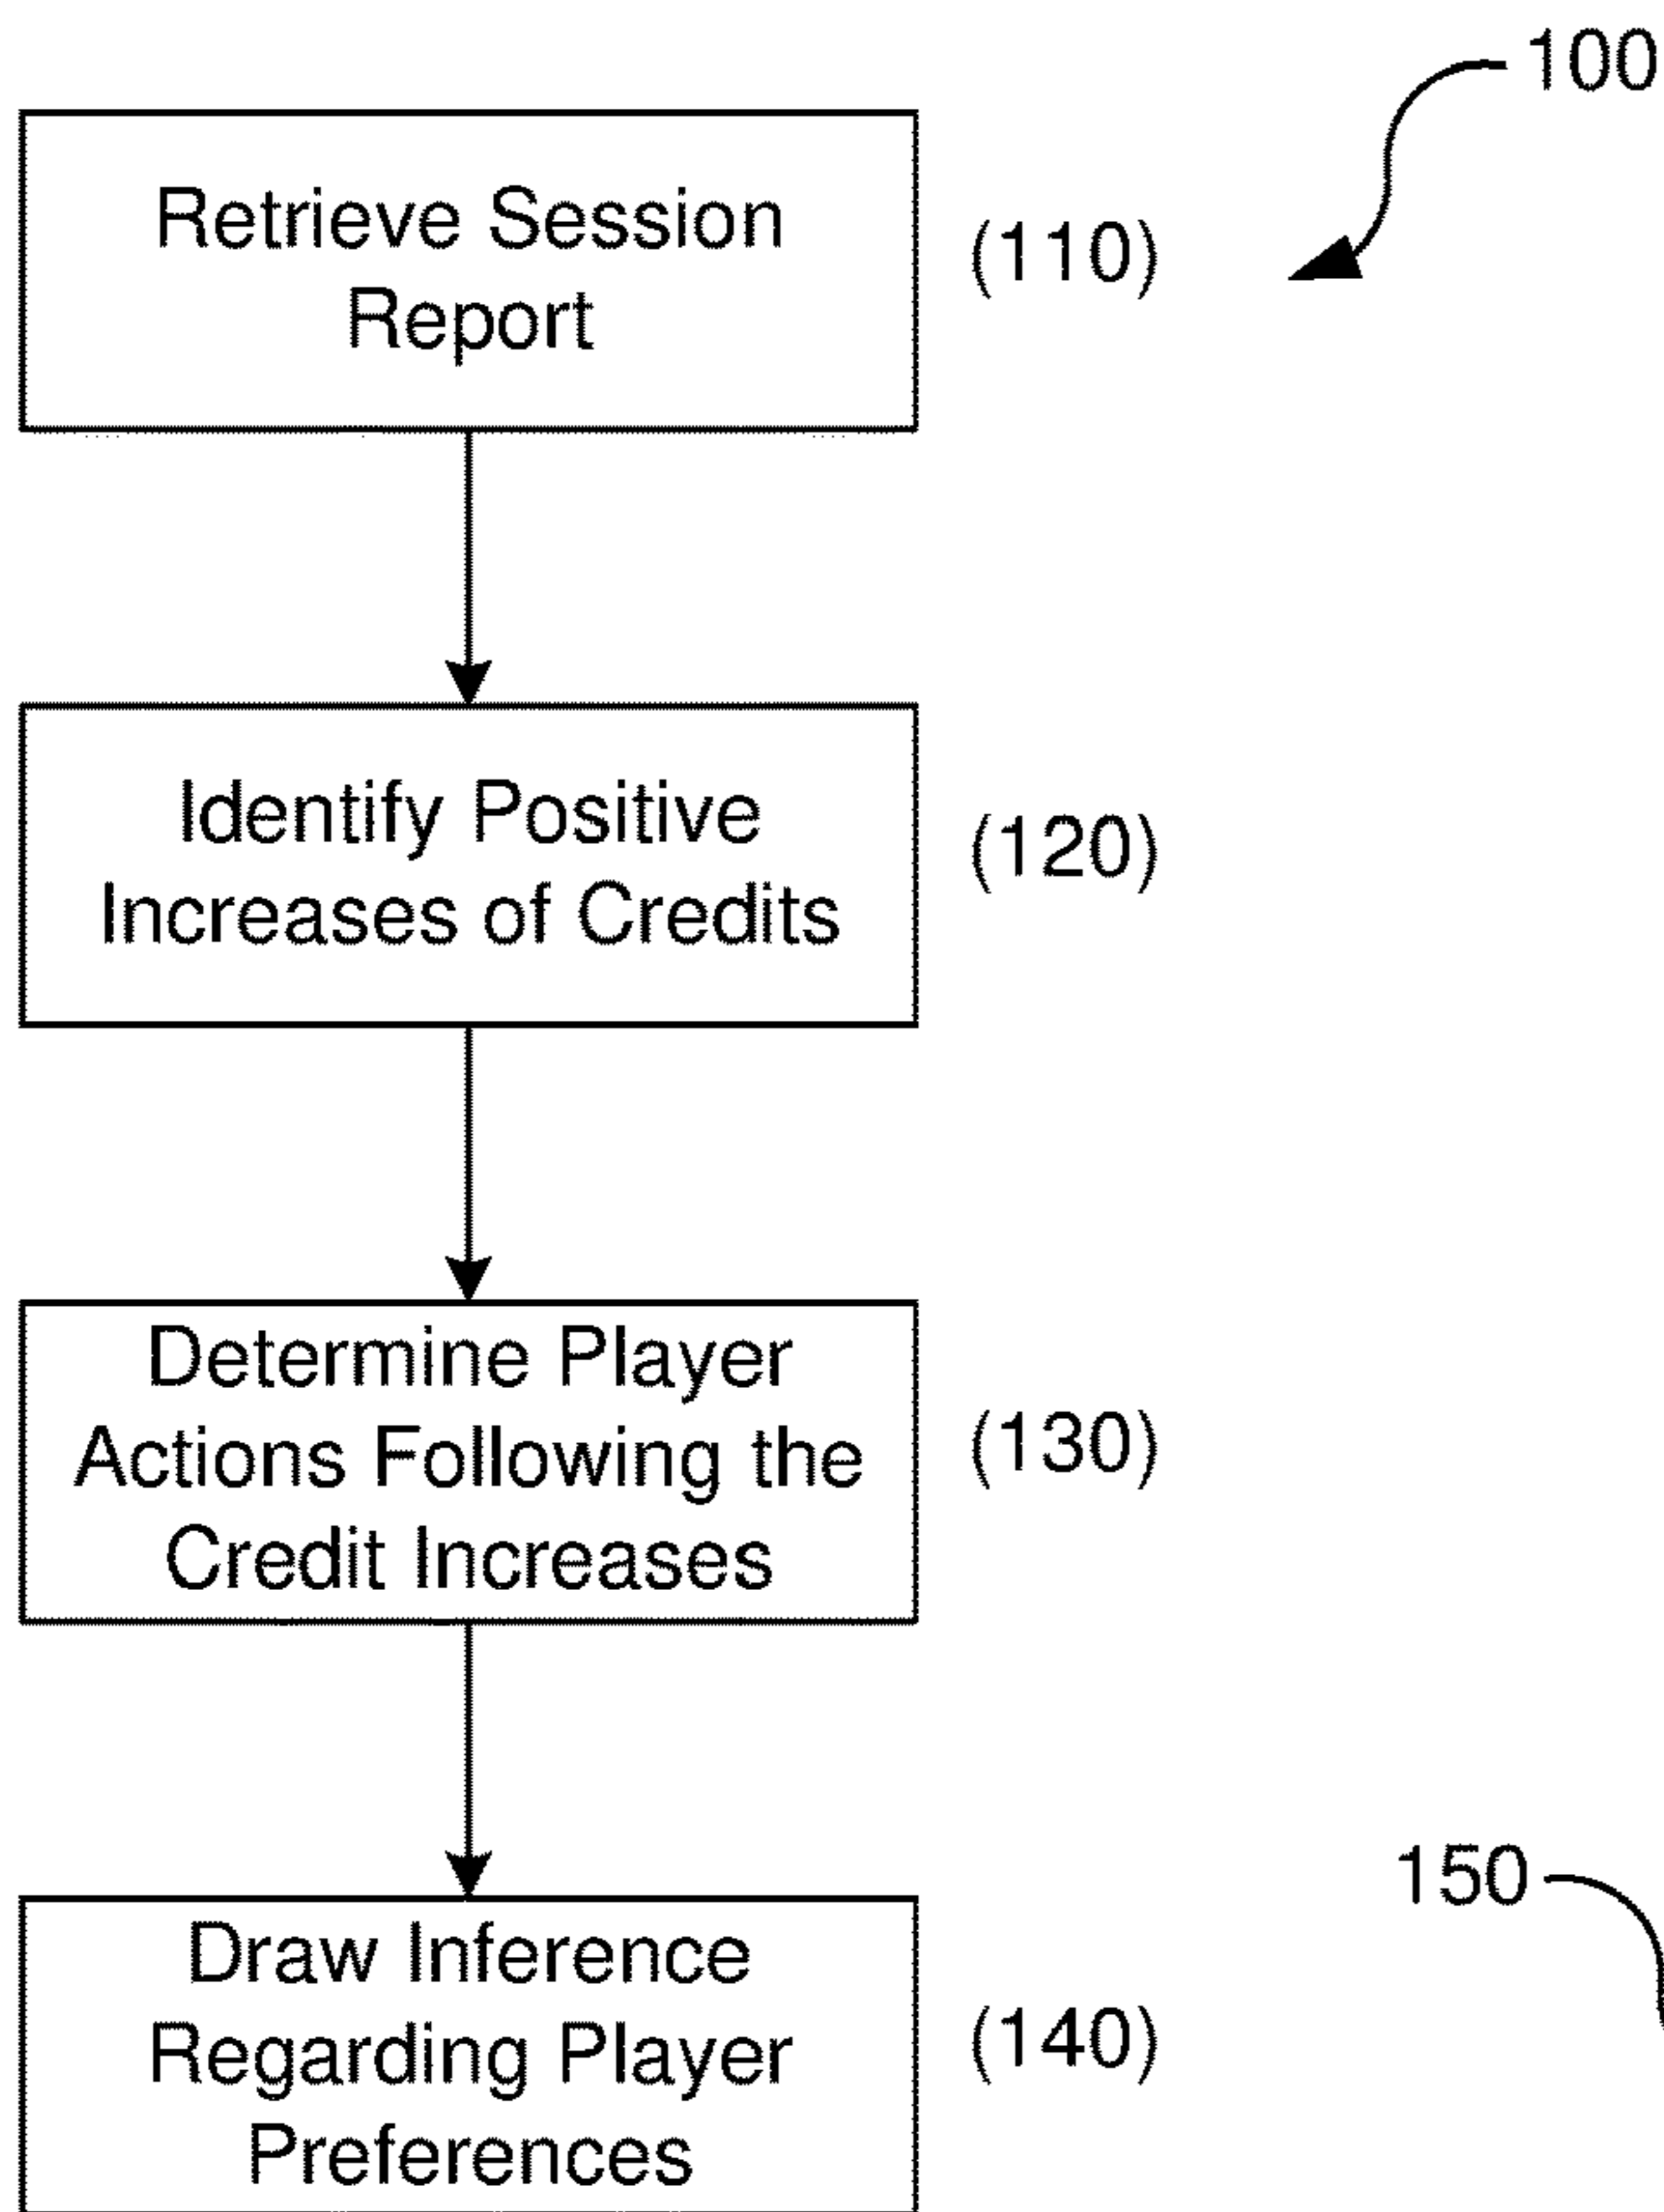 100
Retrieve Session
Report
(110)
Identify Positive
Increases of Credits
(120)
Determine Player
Actions Following the
Credit Increases
(130)
150
Draw Inference
Regarding Player
Preferences
(140)